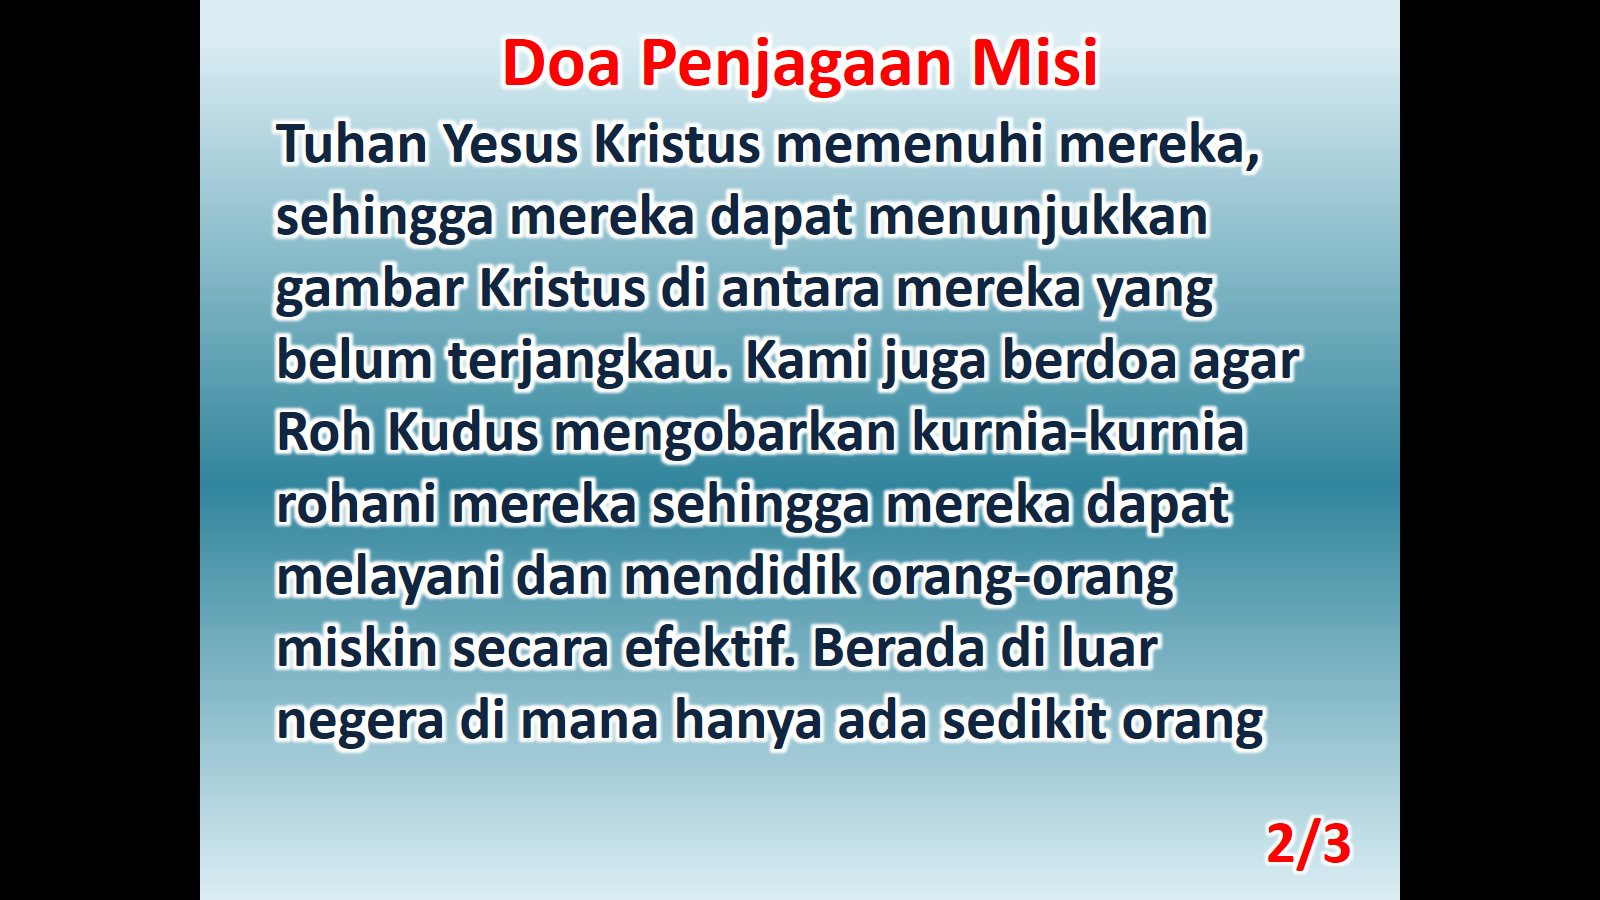 Doa Penjagaan Misi
Tuhan Yesus Kristus memenuhi mereka,
sehingga mereka dapat menunjukkan
gambar Kristus di antara mereka yang
belum terjangkau. Kami juga berdoa agar
Roh Kudus mengobarkan kurnia-kurnia
rohani mereka sehingga mereka dapat
melayani dan mendidik orang-orang
miskin secara efektif. Berada di luar
negera di mana hanya ada sedikit orang
2/3